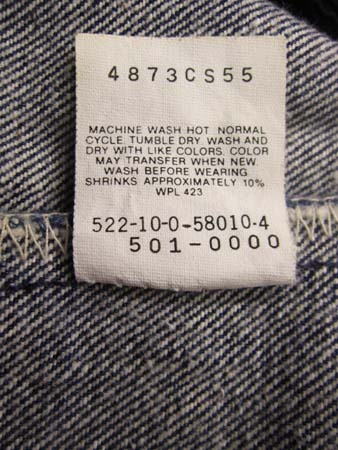 4873CS55
MACHINE WASH HOT NORMAL
CYCLE. TUMBLE DRY. WASH AND
DRY WITH LIKE COLORS. COLOR
MAY TRANSFER WHEN NEW.
WASH BEFORE WEARING
SHRINKS APPROXIMATELY 10%
WPL 423
522-10-0-58010-4
501-0000